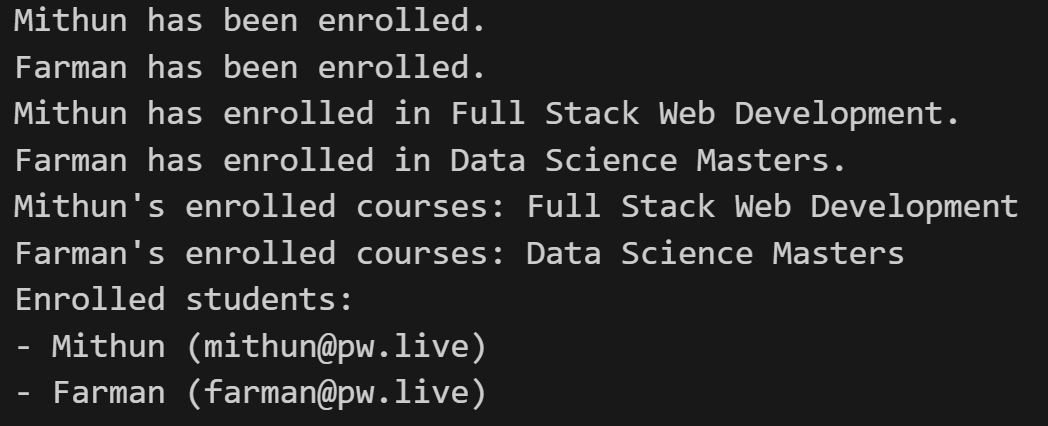 Mithun has been enrolled.
Farman has been enrolled.
Mithun has enrolled in Full Stack Web Development.
Farman has enrolled in Data Science Masters.
Mithun's enrolled courses: Full Stack Web Development
Farman's enrolled courses: Data Science Masters
Enrolled students:
- Mithun (mithun@pw.live)
- Farman (farman@pw.live)